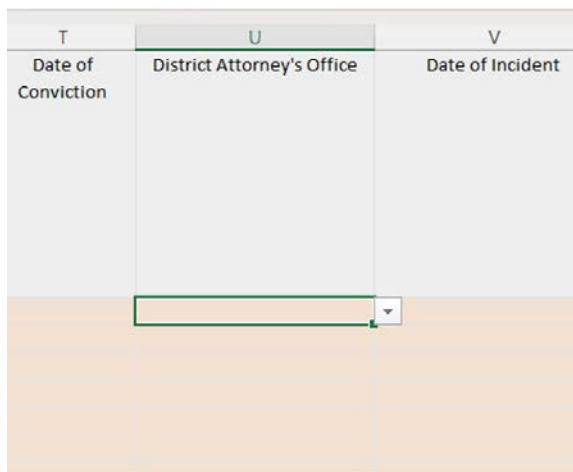 T U V
Date of Conviction
District Attorney's Office
Date of Incident